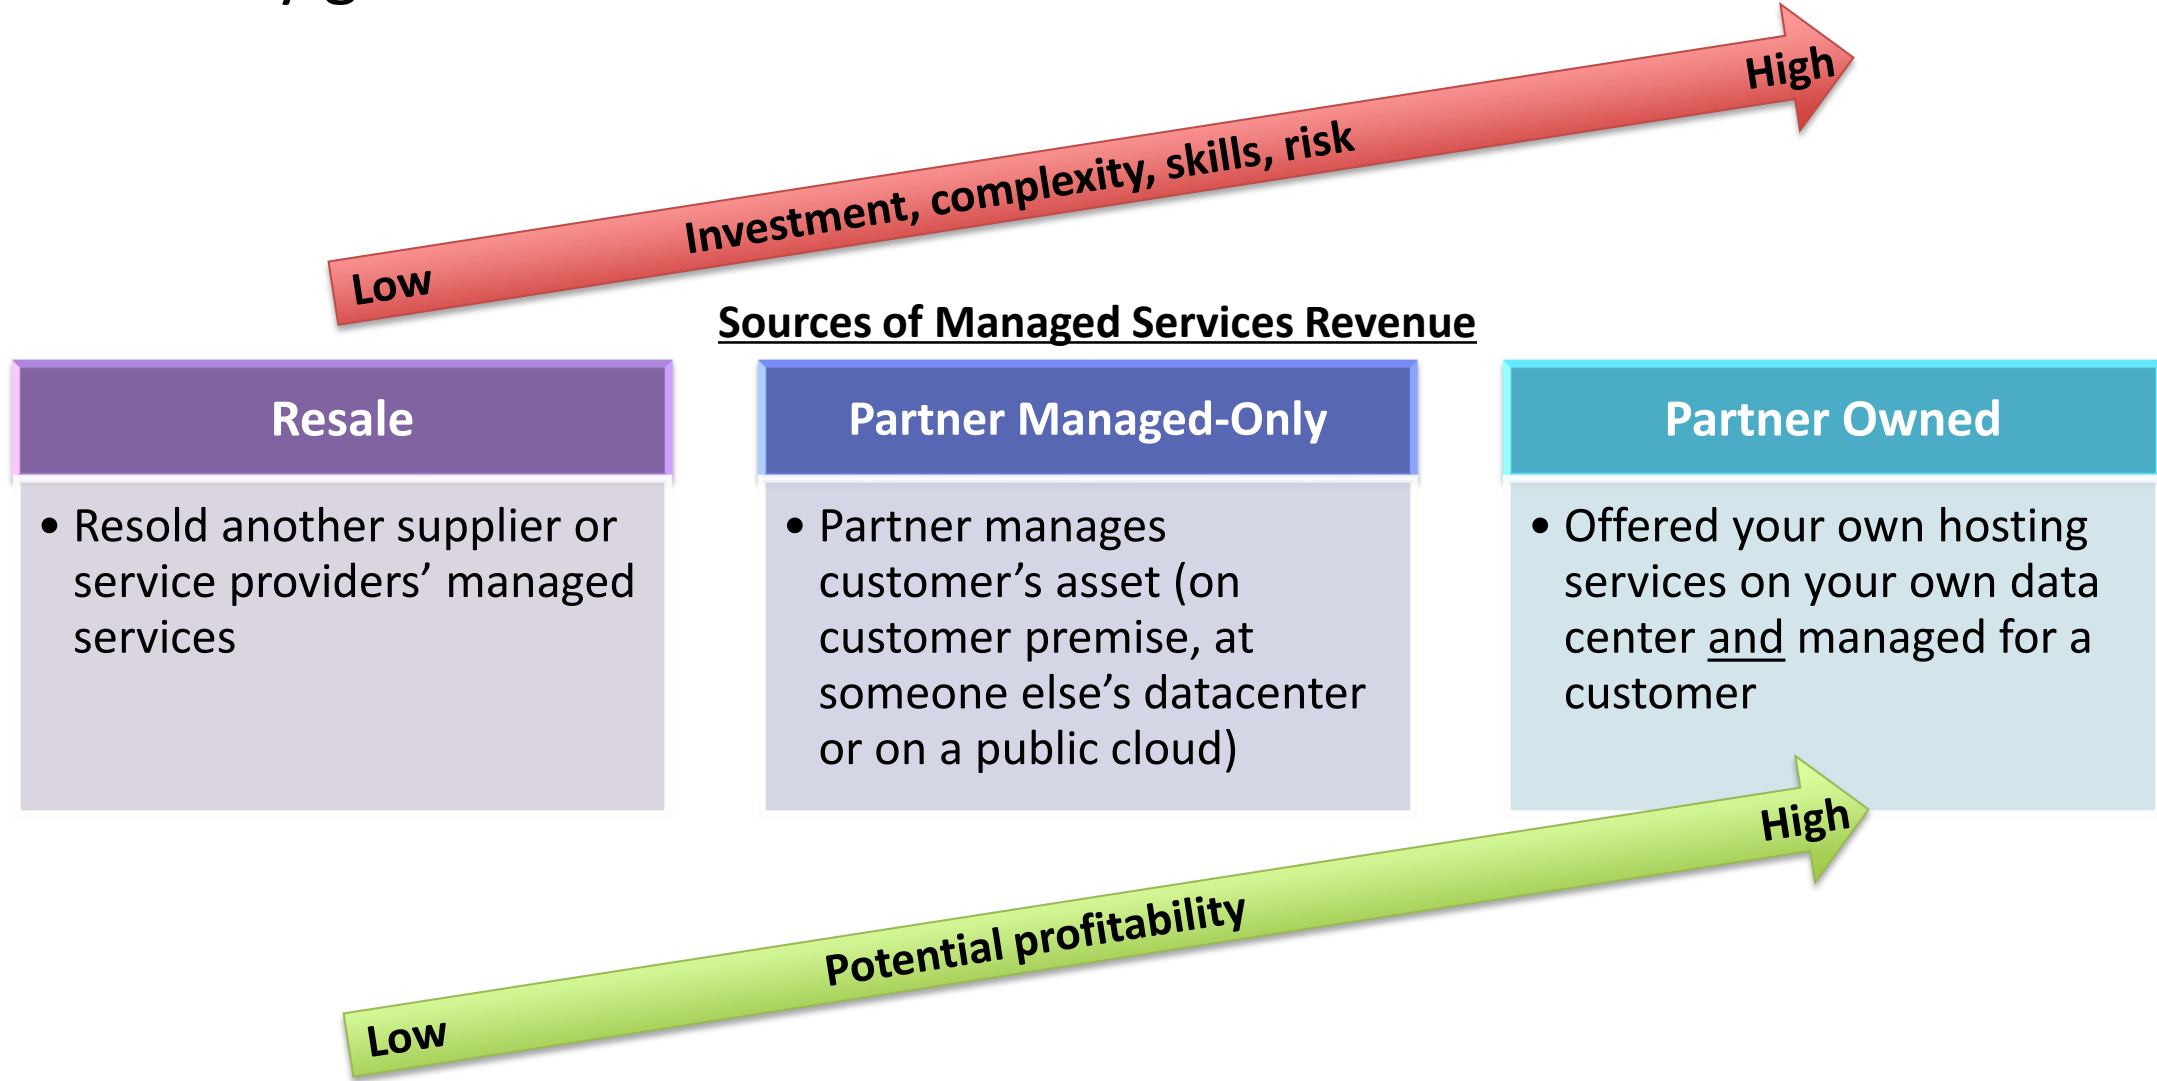 High
Investment, complexity, skills, risk
Low
Sources of Managed Services Revenue
Resale
• Resold another supplier or
service providers’ managed
services
Partner Managed-Only
• Partner manages
customer’s asset (on
customer premise, at
someone else’s datacenter
or on a public cloud)
Partner Owned
• Offered your own hosting
services on your own data
center and managed for a
customer
High
Potential profitability
Low